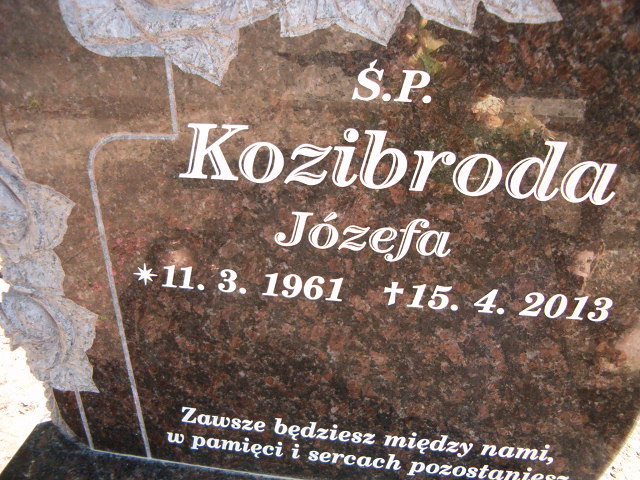 Ś.P.
Kozibroda
Józefa
✴11. 3. 1961 ✝15. 4. 2013
Zawsze będziesz między nami,
w pamięci i sercach pozostaniesz